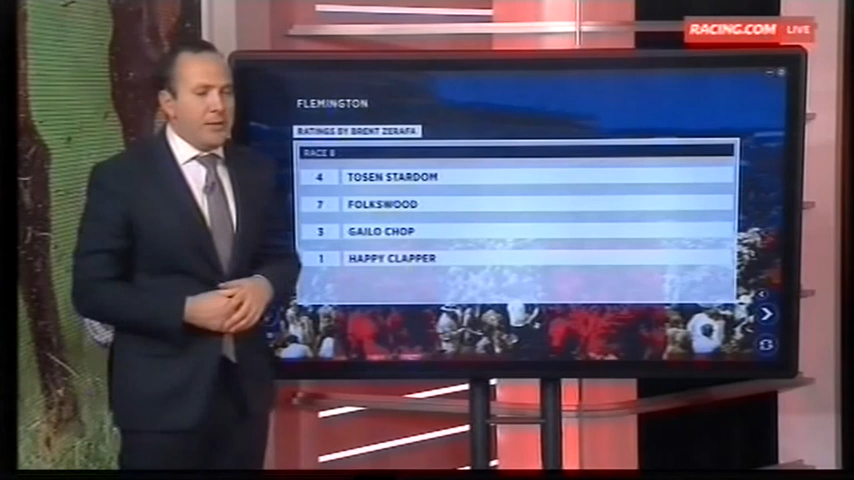 RACING.COM LIVE
FLEMINGTON
RATINGS BY BRENT ZERAFA
RACE 8
4 TOSEN STARDOM
7 FOLKSWOOD
3 GAILO CHOP
1 HAPPY CLAPPER